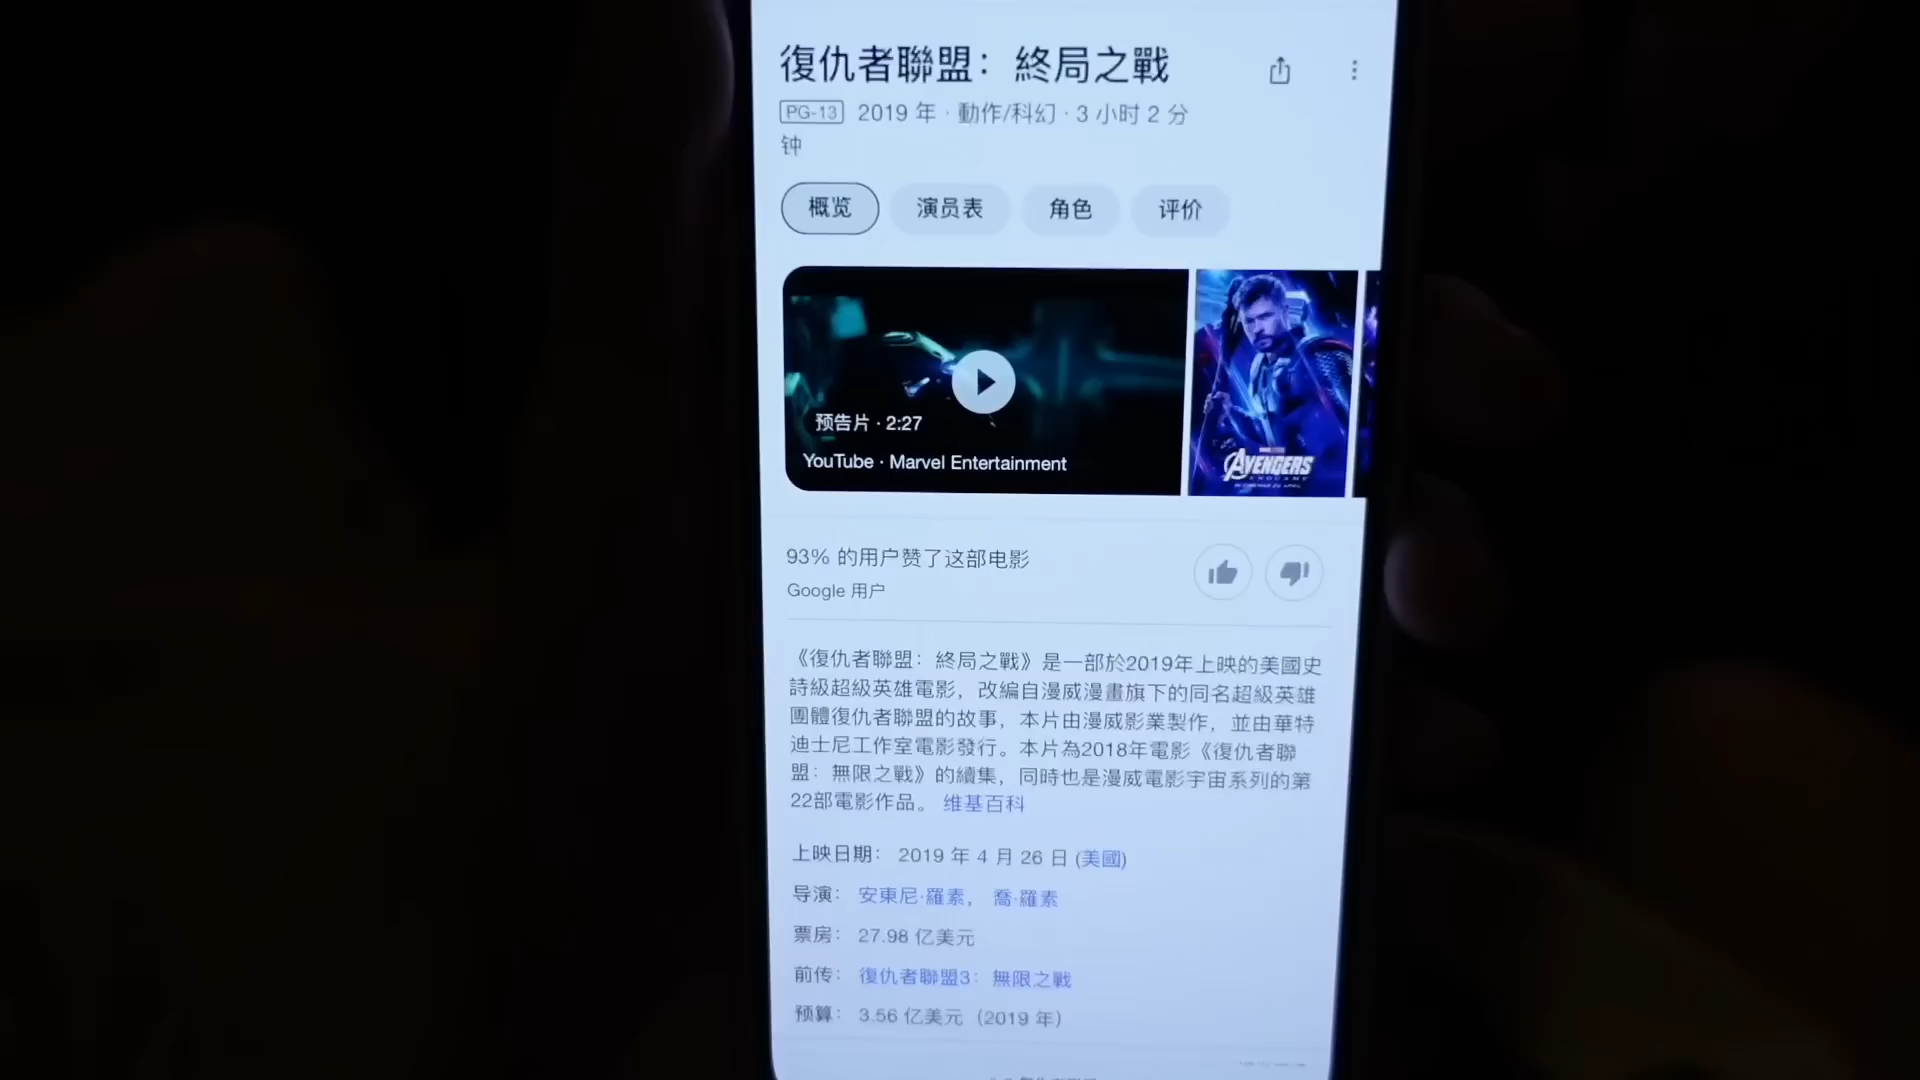 復仇者聯盟：終局之戰
PG-13 2019 年 · 動作/科幻 · 3 小时 2 分
钟
概览 演员表 角色 评价
预告片 · 2:27
YouTube · Marvel Entertainment
AVENGERS
ENDGAME
93% 的用户赞了这部电影
Google 用户
《復仇者聯盟：終局之戰》是一部於2019年上映的美國史
詩級超級英雄電影，改編自漫威漫畫旗下的同名超級英雄
團體復仇者聯盟的故事，本片由漫威影業製作，並由華特
迪士尼工作室電影發行。本片為2018年電影《復仇者聯
盟：無限之戰》的續集，同時也是漫威電影宇宙系列的第
22部電影作品。 维基百科
上映日期： 2019 年 4 月 26 日 (美國)
导演： 安東尼·羅素， 喬·羅素
票房： 27.98 亿美元
前传： 復仇者聯盟3：無限之戰
预算： 3.56 亿美元（2019 年）